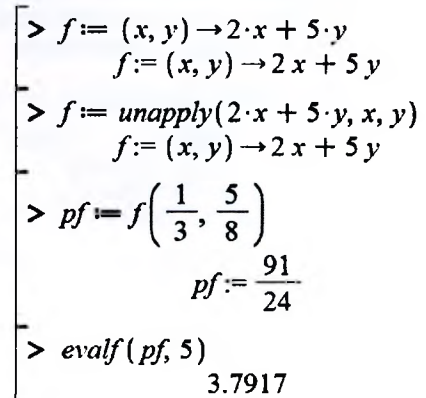 > f := (x, y) → 2·x + 5·y
f := (x, y) → 2 x + 5 y
> f := unapply(2·x + 5·y, x, y)
f := (x, y) → 2 x + 5 y
> pf := f(1/3, 5/8)
pf := 91/24
> evalf(pf, 5)
3.7917